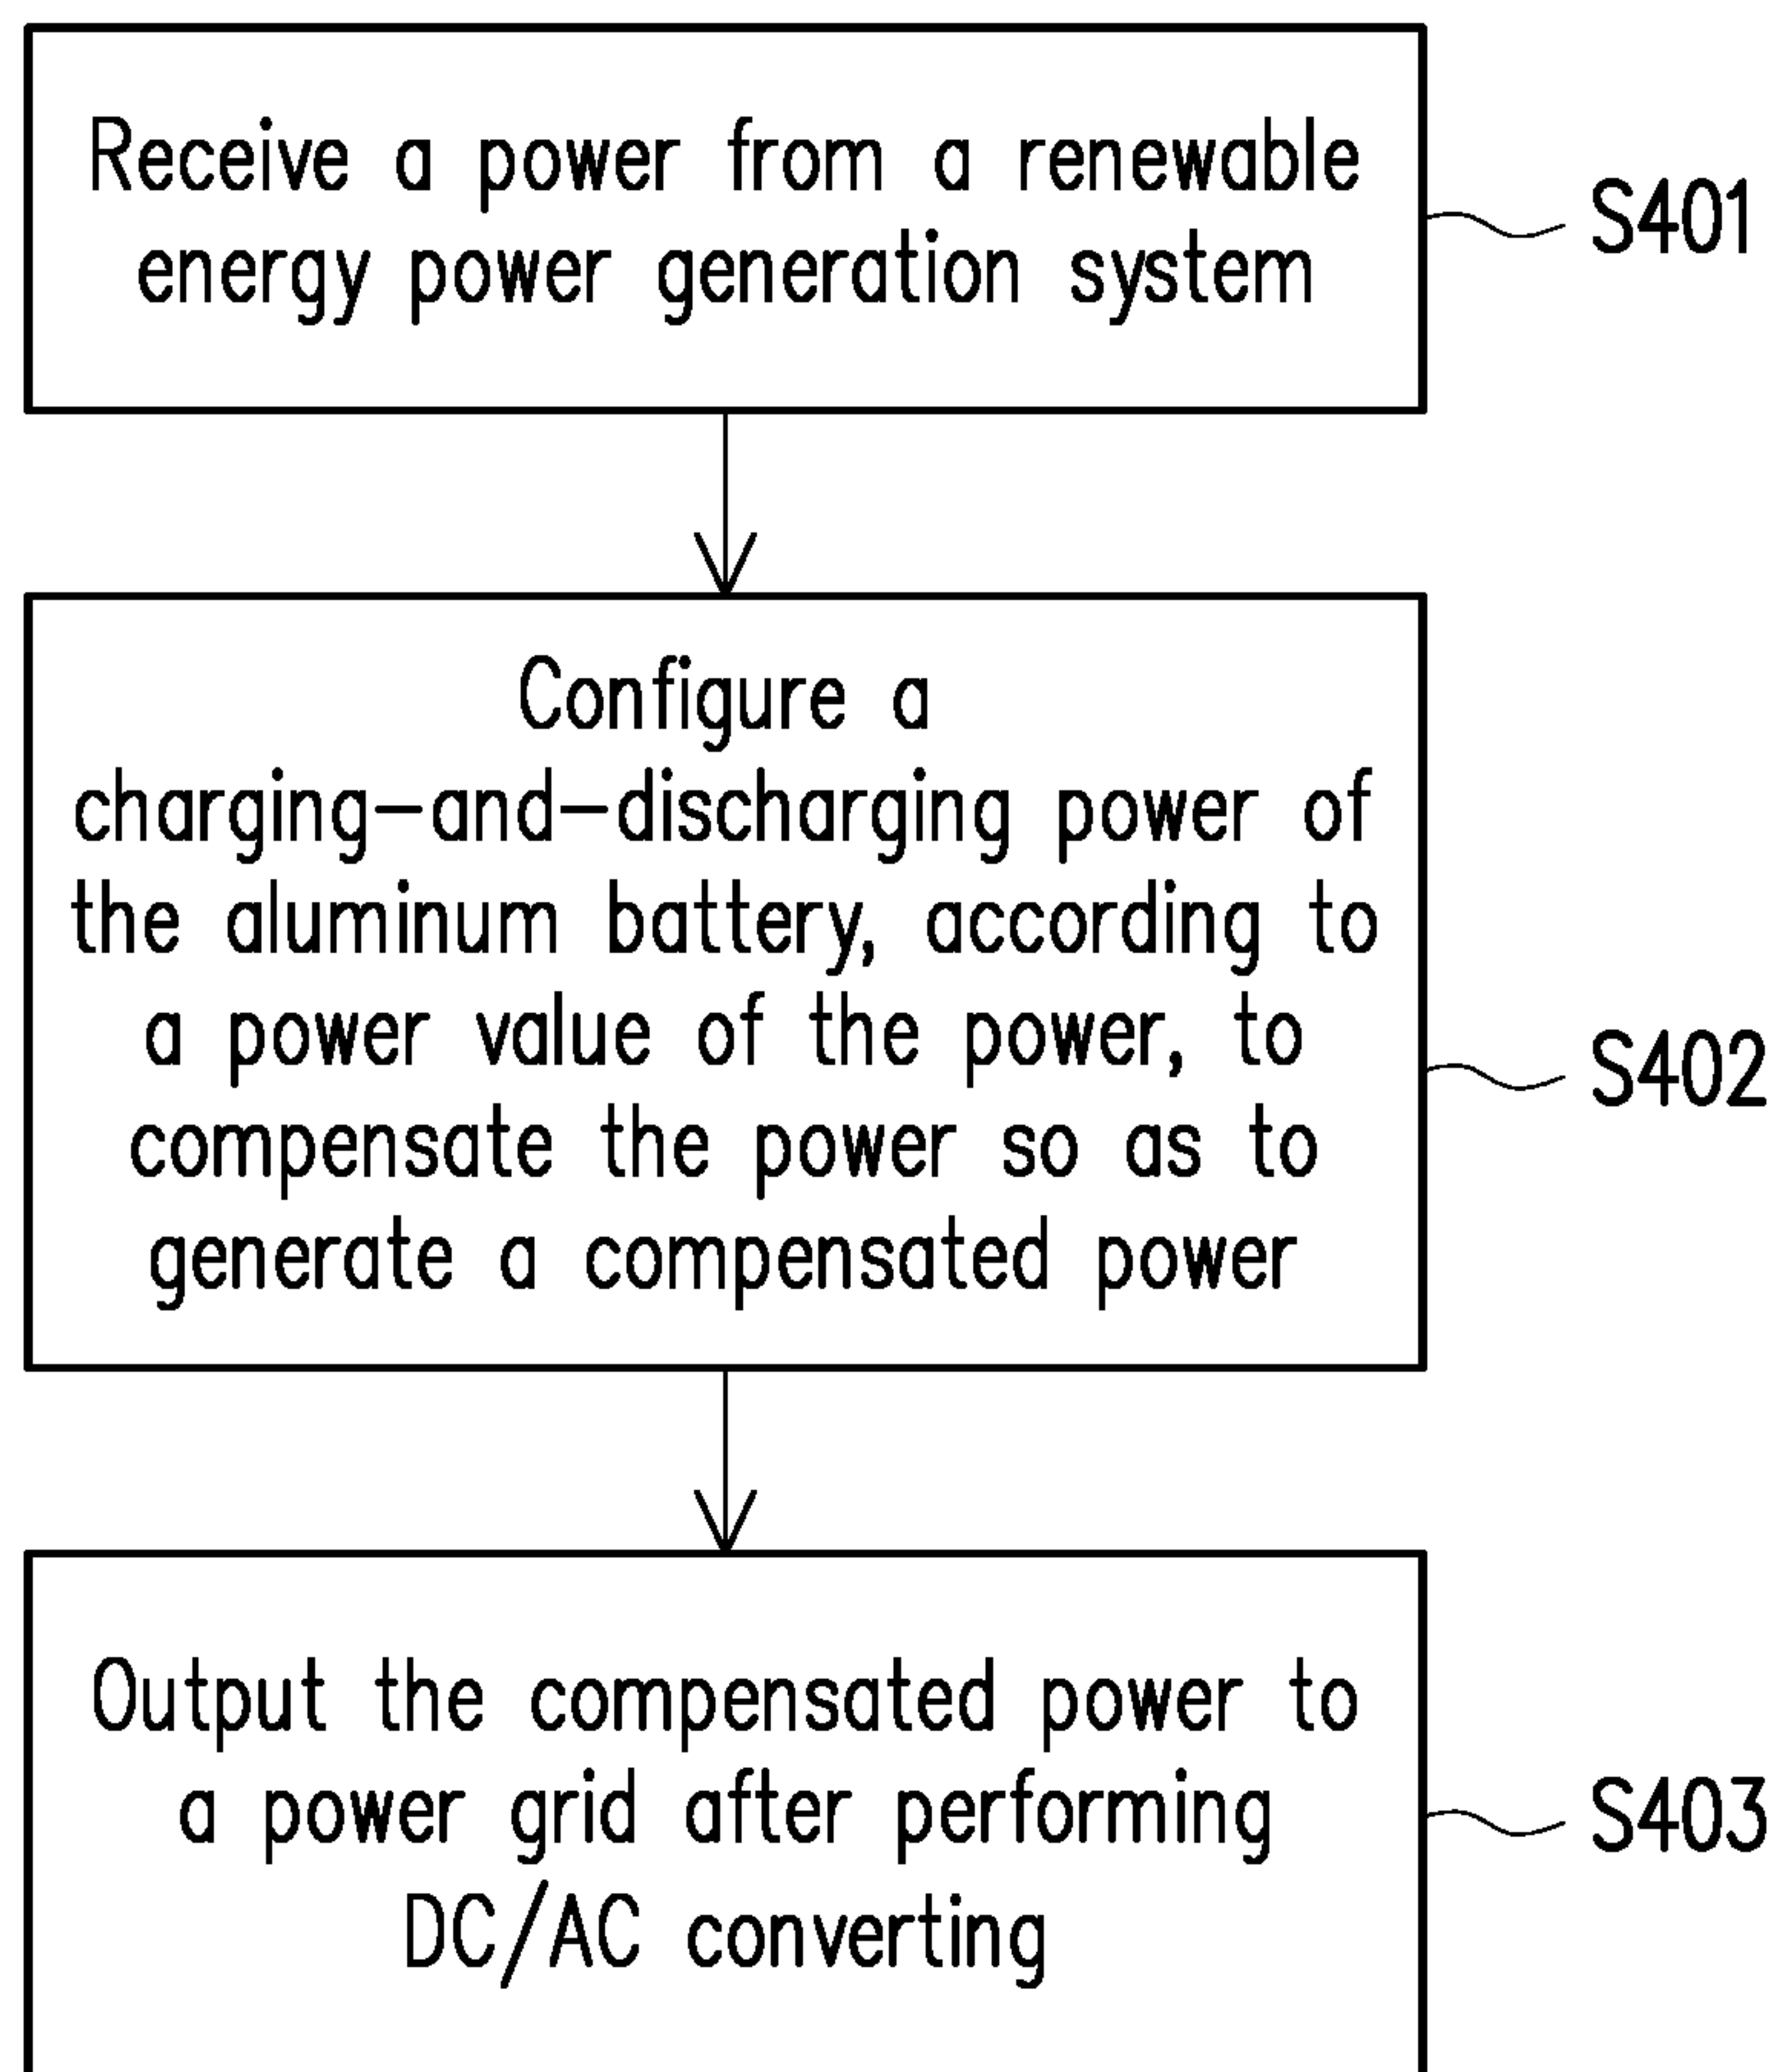 Receive a power from a renewable
energy power generation system
S401
Configure a
charging-and-discharging power of
the aluminum battery, according to
a power value of the power, to
compensate the power so as to
generate a compensated power
S402
Output the compensated power to
a power grid after performing
DC/AC converting
S403